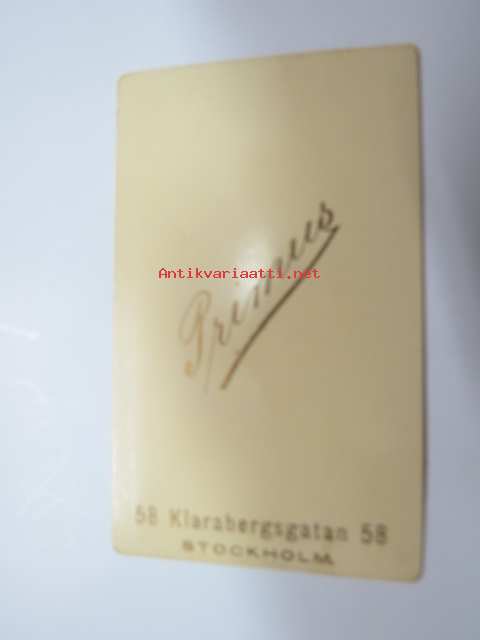 Antikvariaatti.net
Primus
58 Klarabergsgatan 58
STOCKHOLM.